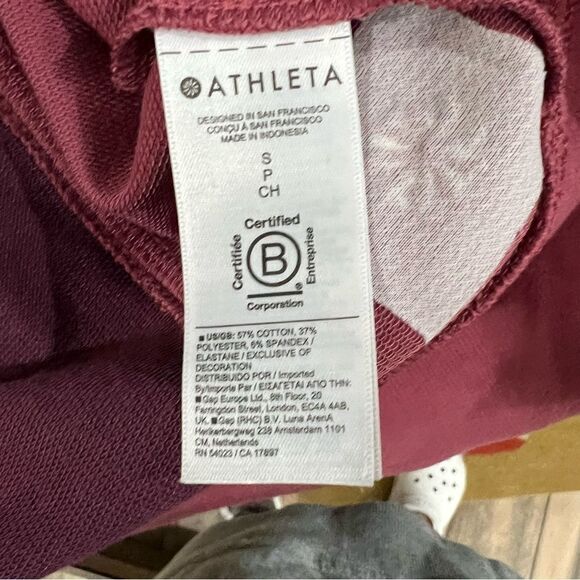 ATHLETA
DESIGNED IN SAN FRANCISCO
CONÇU À SAN FRANCISCO
MADE IN INDONESIA
S
P
CH
Certified
Certifiée
B
Entreprise
®
Corporation
■ US/GB: 57% COTTON, 37%
POLYESTER, 6% SPANDEX /
ELASTANE / EXCLUSIVE OF
DECORATION
DISTRIBUIDO POR / Imported
By/Importe Par / ΕΙΣΑΓΕΤΑΙ ΑΠΟ ΤΗΝ:
■Gap Europe Ltd., 8th Floor, 20
Farringdon Street, London, EC4A 4AB,
UK. ■Gap (RHC) B.V. Luna ArenA
Herikerbergweg 238 Amsterdam 1101
CM, Netherlands
RN 54023 / CA 17897